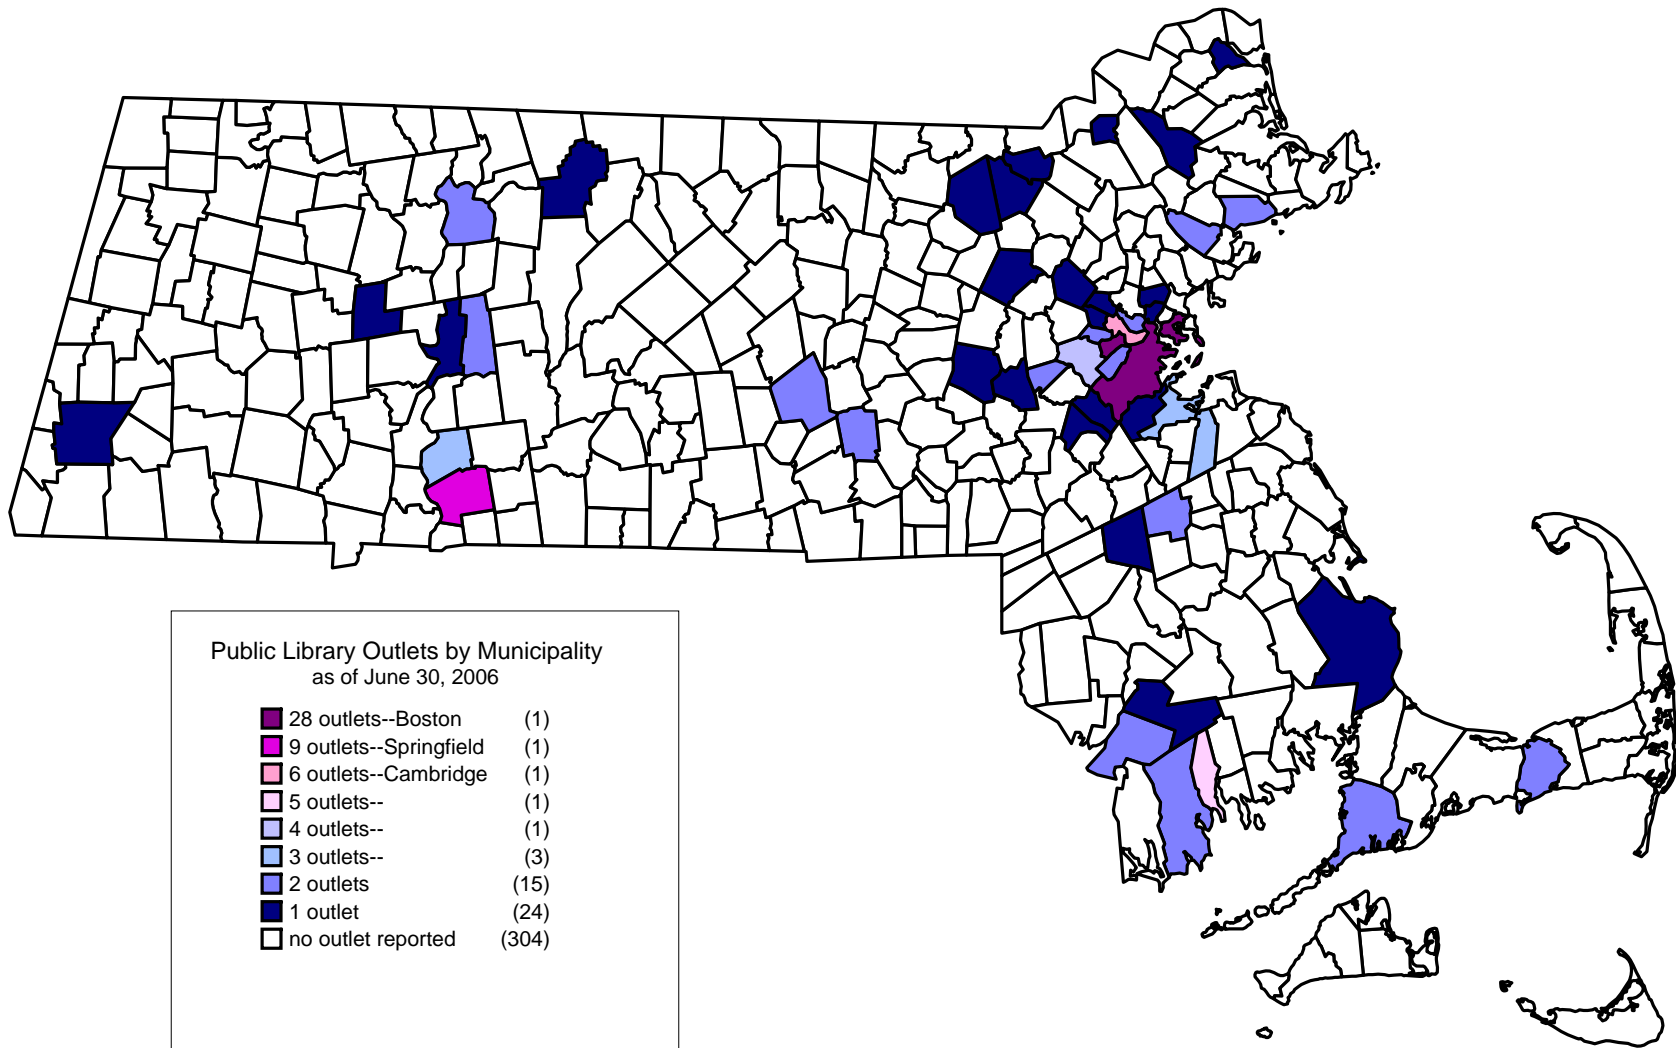 Public Library Outlets by Municipality
as of June 30, 2006
28 outlets--Boston (1)
9 outlets--Springfield (1)
6 outlets--Cambridge (1)
5 outlets-- (1)
4 outlets-- (1)
3 outlets-- (3)
2 outlets (15)
1 outlet (24)
no outlet reported (304)